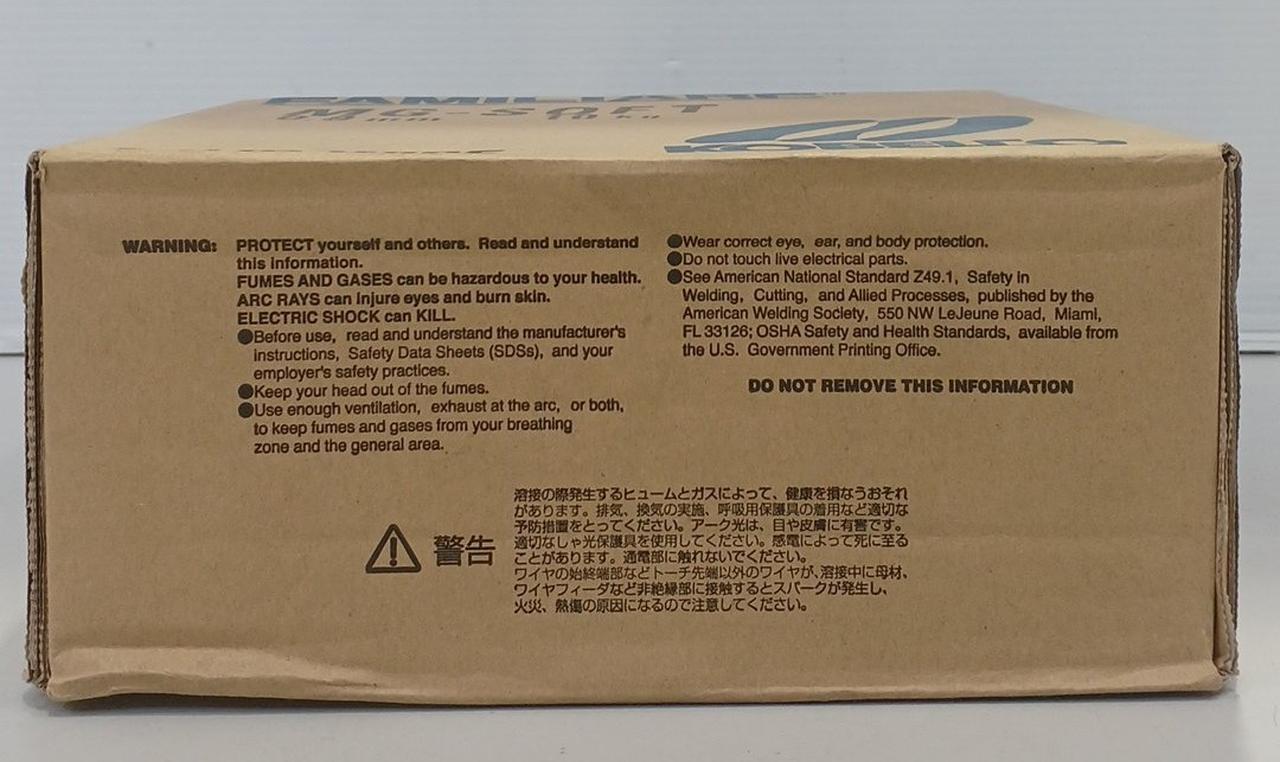 FAMILIARC™
MG-SOFT
KOBELCO
WARNING: PROTECT yourself and others. Read and understand
this information.
FUMES AND GASES can be hazardous to your health.
ARC RAYS can injure eyes and burn skin.
ELECTRIC SHOCK can KILL.
●Before use, read and understand the manufacturer's
instructions, Safety Data Sheets (SDSs), and your
employer's safety practices.
●Keep your head out of the fumes.
●Use enough ventilation, exhaust at the arc, or both,
to keep fumes and gases from your breathing
zone and the general area.
●Wear correct eye, ear, and body protection.
●Do not touch live electrical parts.
●See American National Standard Z49.1, Safety in
Welding, Cutting, and Allied Processes, published by the
American Welding Society, 550 NW LeJeune Road, Miami,
FL 33126; OSHA Safety and Health Standards, available from
the U.S. Government Printing Office.
DO NOT REMOVE THIS INFORMATION
警告
溶接の際発生するヒュームとガスによって、健康を損なうおそれ
があります。排気、換気の実施、呼吸用保護具の着用など適切な
予防措置をとってください。アーク光は、目や皮膚に有害です。
適切なしゃ光保護具を使用してください。感電によって死に至る
ことがあります。通電部に触れないでください。
ワイヤの始終端部などトーチ先端以外のワイヤが、溶接中に母材、
ワイヤフィーダなど非絶縁部に接触するとスパークが発生し、
火災、熱傷の原因になるので注意してください。